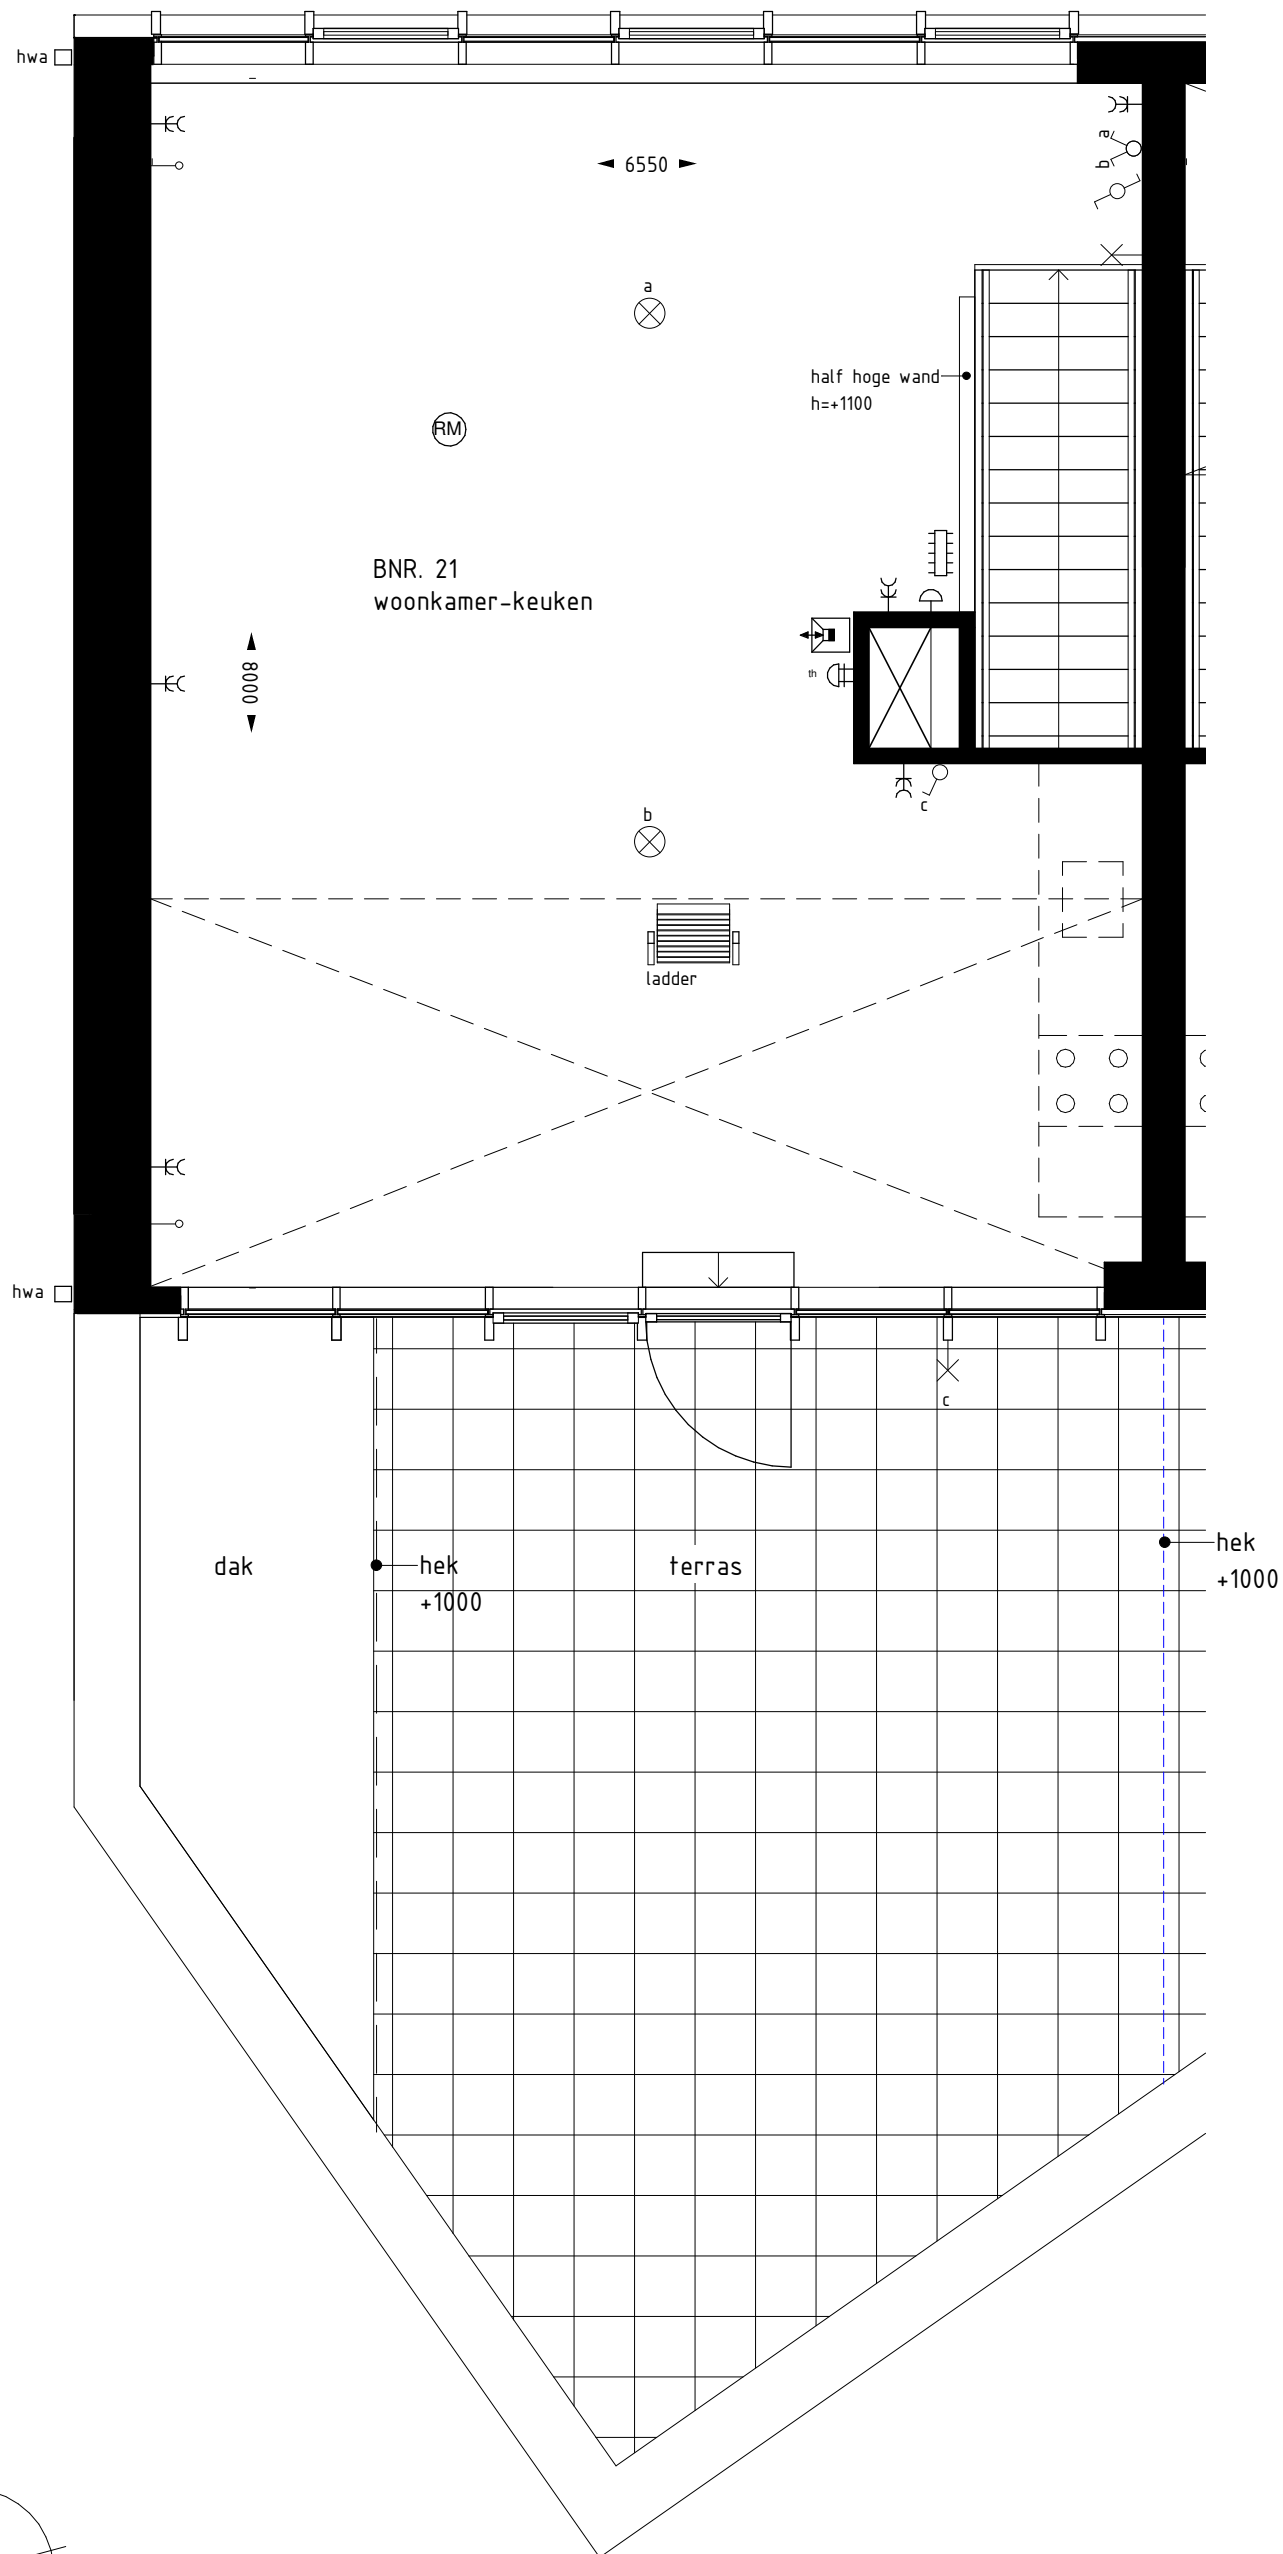 hwa
a
b
6550
a
half hoge wand
h=+1100
RM
BNR. 21
woonkamer-keuken
8000
th
c
b
ladder
hwa
c
dak
hek
+1000
terras
hek
+1000